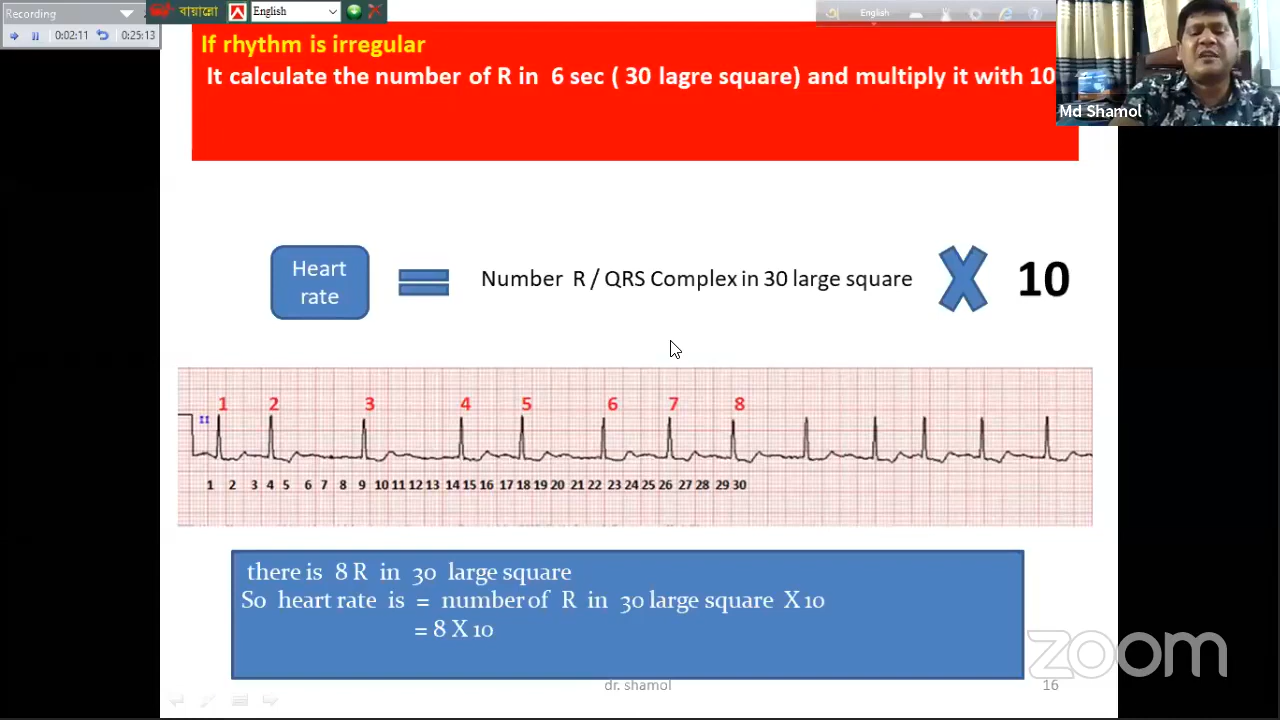 Recording
বায়ান্নো
English
English
0:02:11
0:25:13
If rhythm is irregular
It calculate the number of R in 6 sec ( 30 lagre square) and multiply it with 10
Md Shamol
Heart
rate
Number R / QRS Complex in 30 large square
10
1 2 3 4 5 6 7 8
II
1 2 3 4 5 6 7 8 9 10 11 12 13 14 15 16 17 18 19 20 21 22 23 24 25 26 27 28 29 30
there is 8 R in 30 large square
So heart rate is = number of R in 30 large square X 10
= 8 X 10
zoom
dr. shamol
16